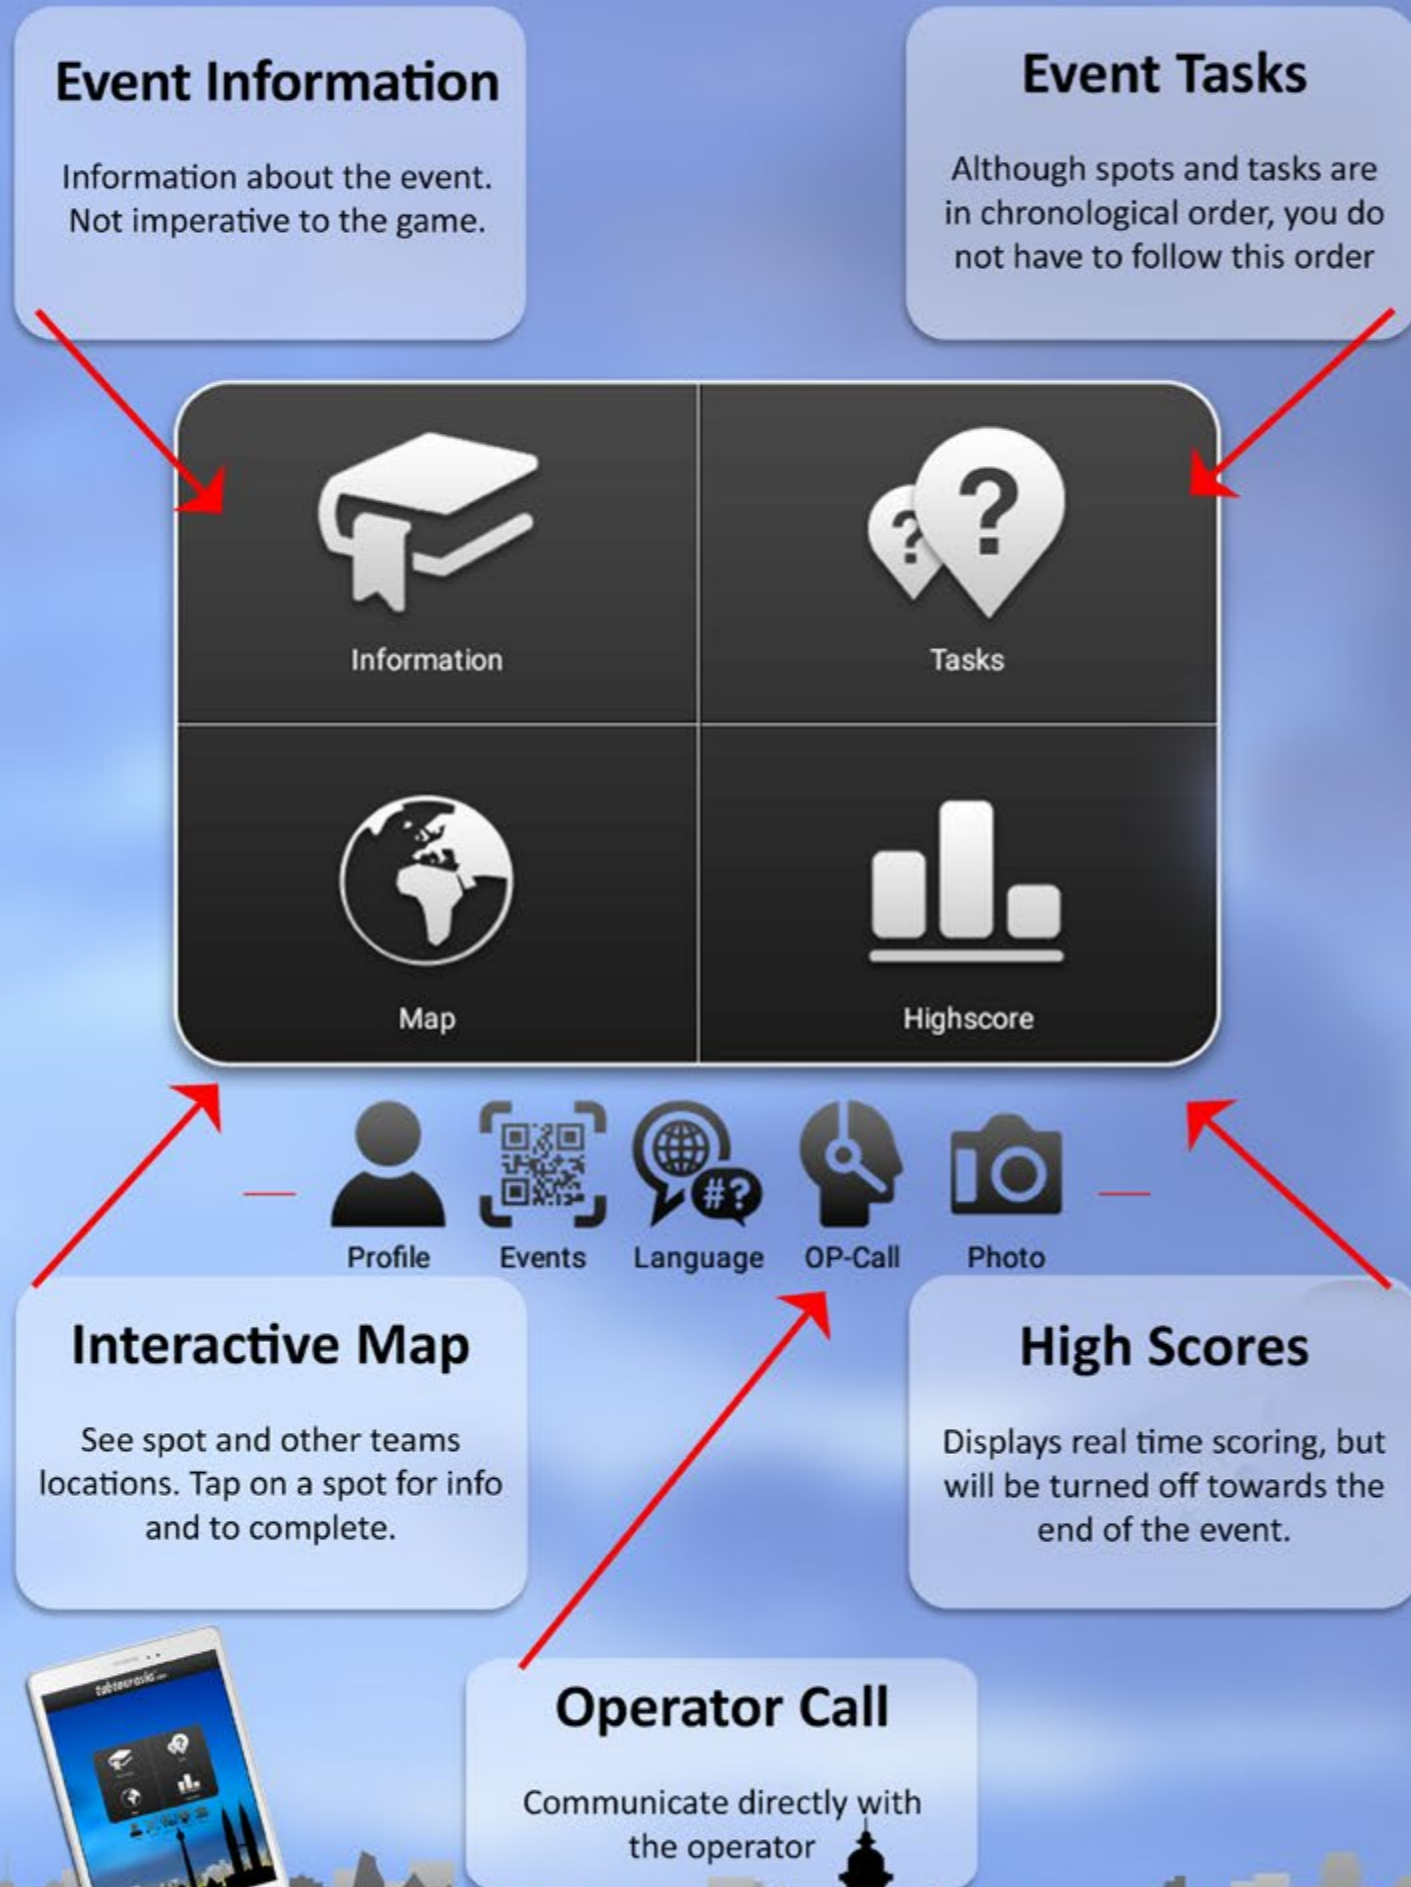 Event Information
Information about the event.
Not imperative to the game.
Event Tasks
Although spots and tasks are
in chronological order, you do
not have to follow this order
?
?
Information
Tasks
Map
Highscore
#?
Profile
Events
Language
OP-Call
Photo
Interactive Map
See spot and other teams
locations. Tap on a spot for info
and to complete.
High Scores
Displays real time scoring, but
will be turned off towards the
end of the event.
tabtourasia
Operator Call
Communicate directly with
the operator